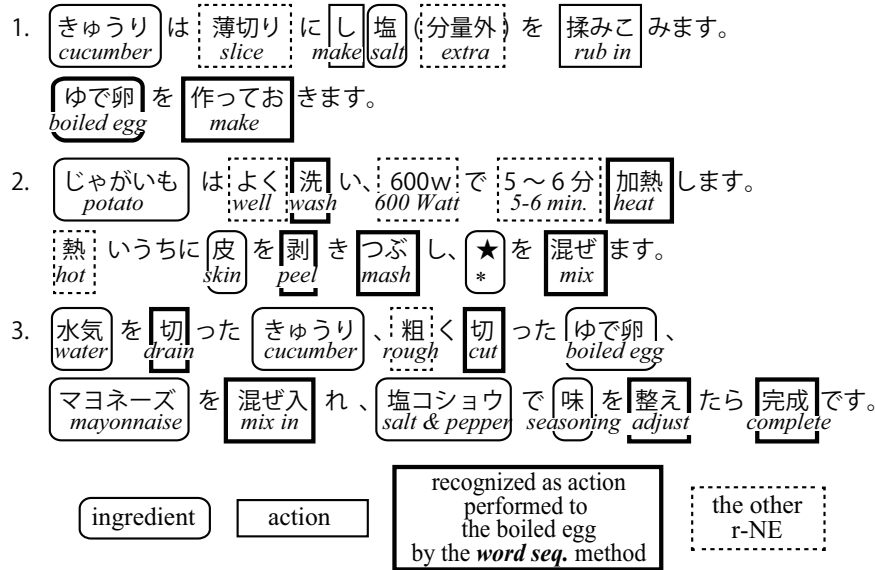 1. きゅうり は 薄切り に し 塩 (分量外) を 揉みこ みます。
cucumber slice make salt extra rub in
ゆで卵 を 作ってお きます。
boiled egg make
2. じゃがいも は よく 洗 い、 600w で 5～6分 加熱 します。
potato well wash 600 Watt 5-6 min. heat
熱 いうちに 皮 を 剥 き つぶ し、 ★ を 混ぜ ます。
hot skin peel mash * mix
3. 水気 を 切 った きゅうり 、 粗 く 切 った ゆで卵 、
water drain cucumber rough cut boiled egg
マヨネーズ を 混ぜ入 れ 、 塩コショウ で 味 を 整え たら 完成 です。
mayonnaise mix in salt & pepper seasoning adjust complete
ingredient
action
recognized as action
performed to
the boiled egg
by the word seq. method
the other
r-NE